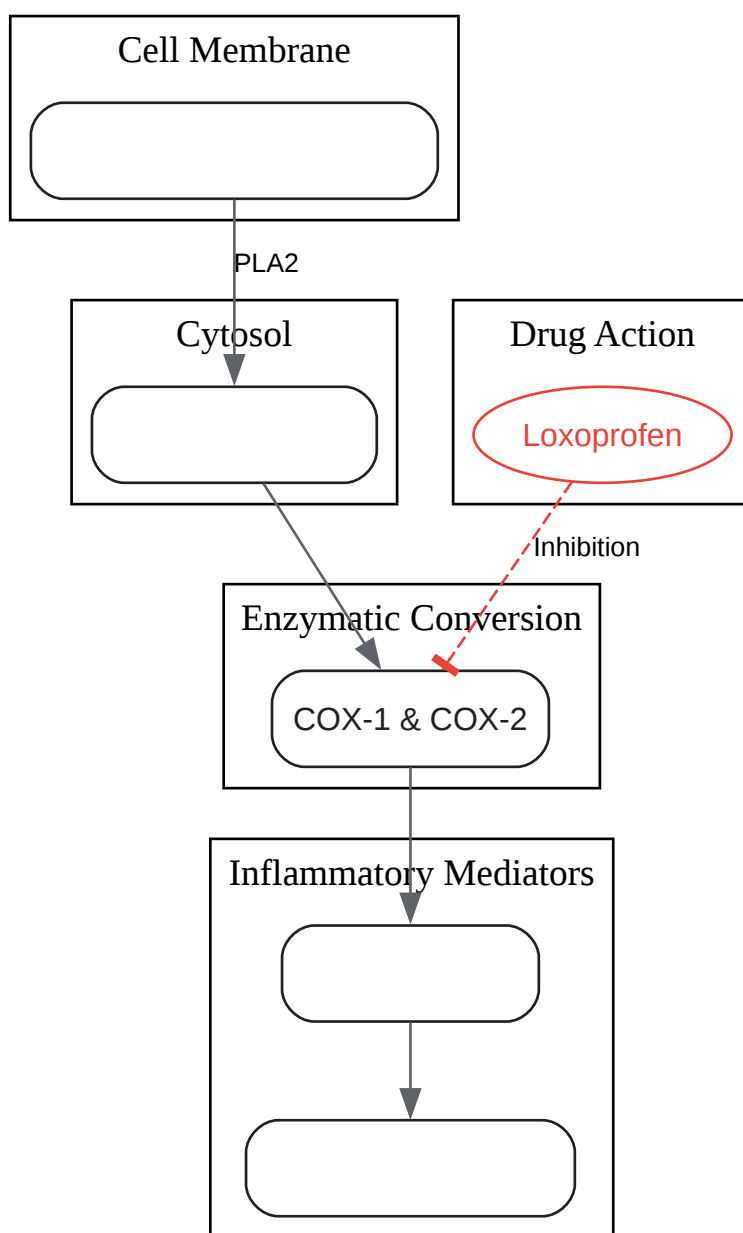 Cell Membrane
PLA2
Cytosol
Drug Action
Loxoprofen
Inhibition
Enzymatic Conversion
COX-1 & COX-2
Inflammatory Mediators